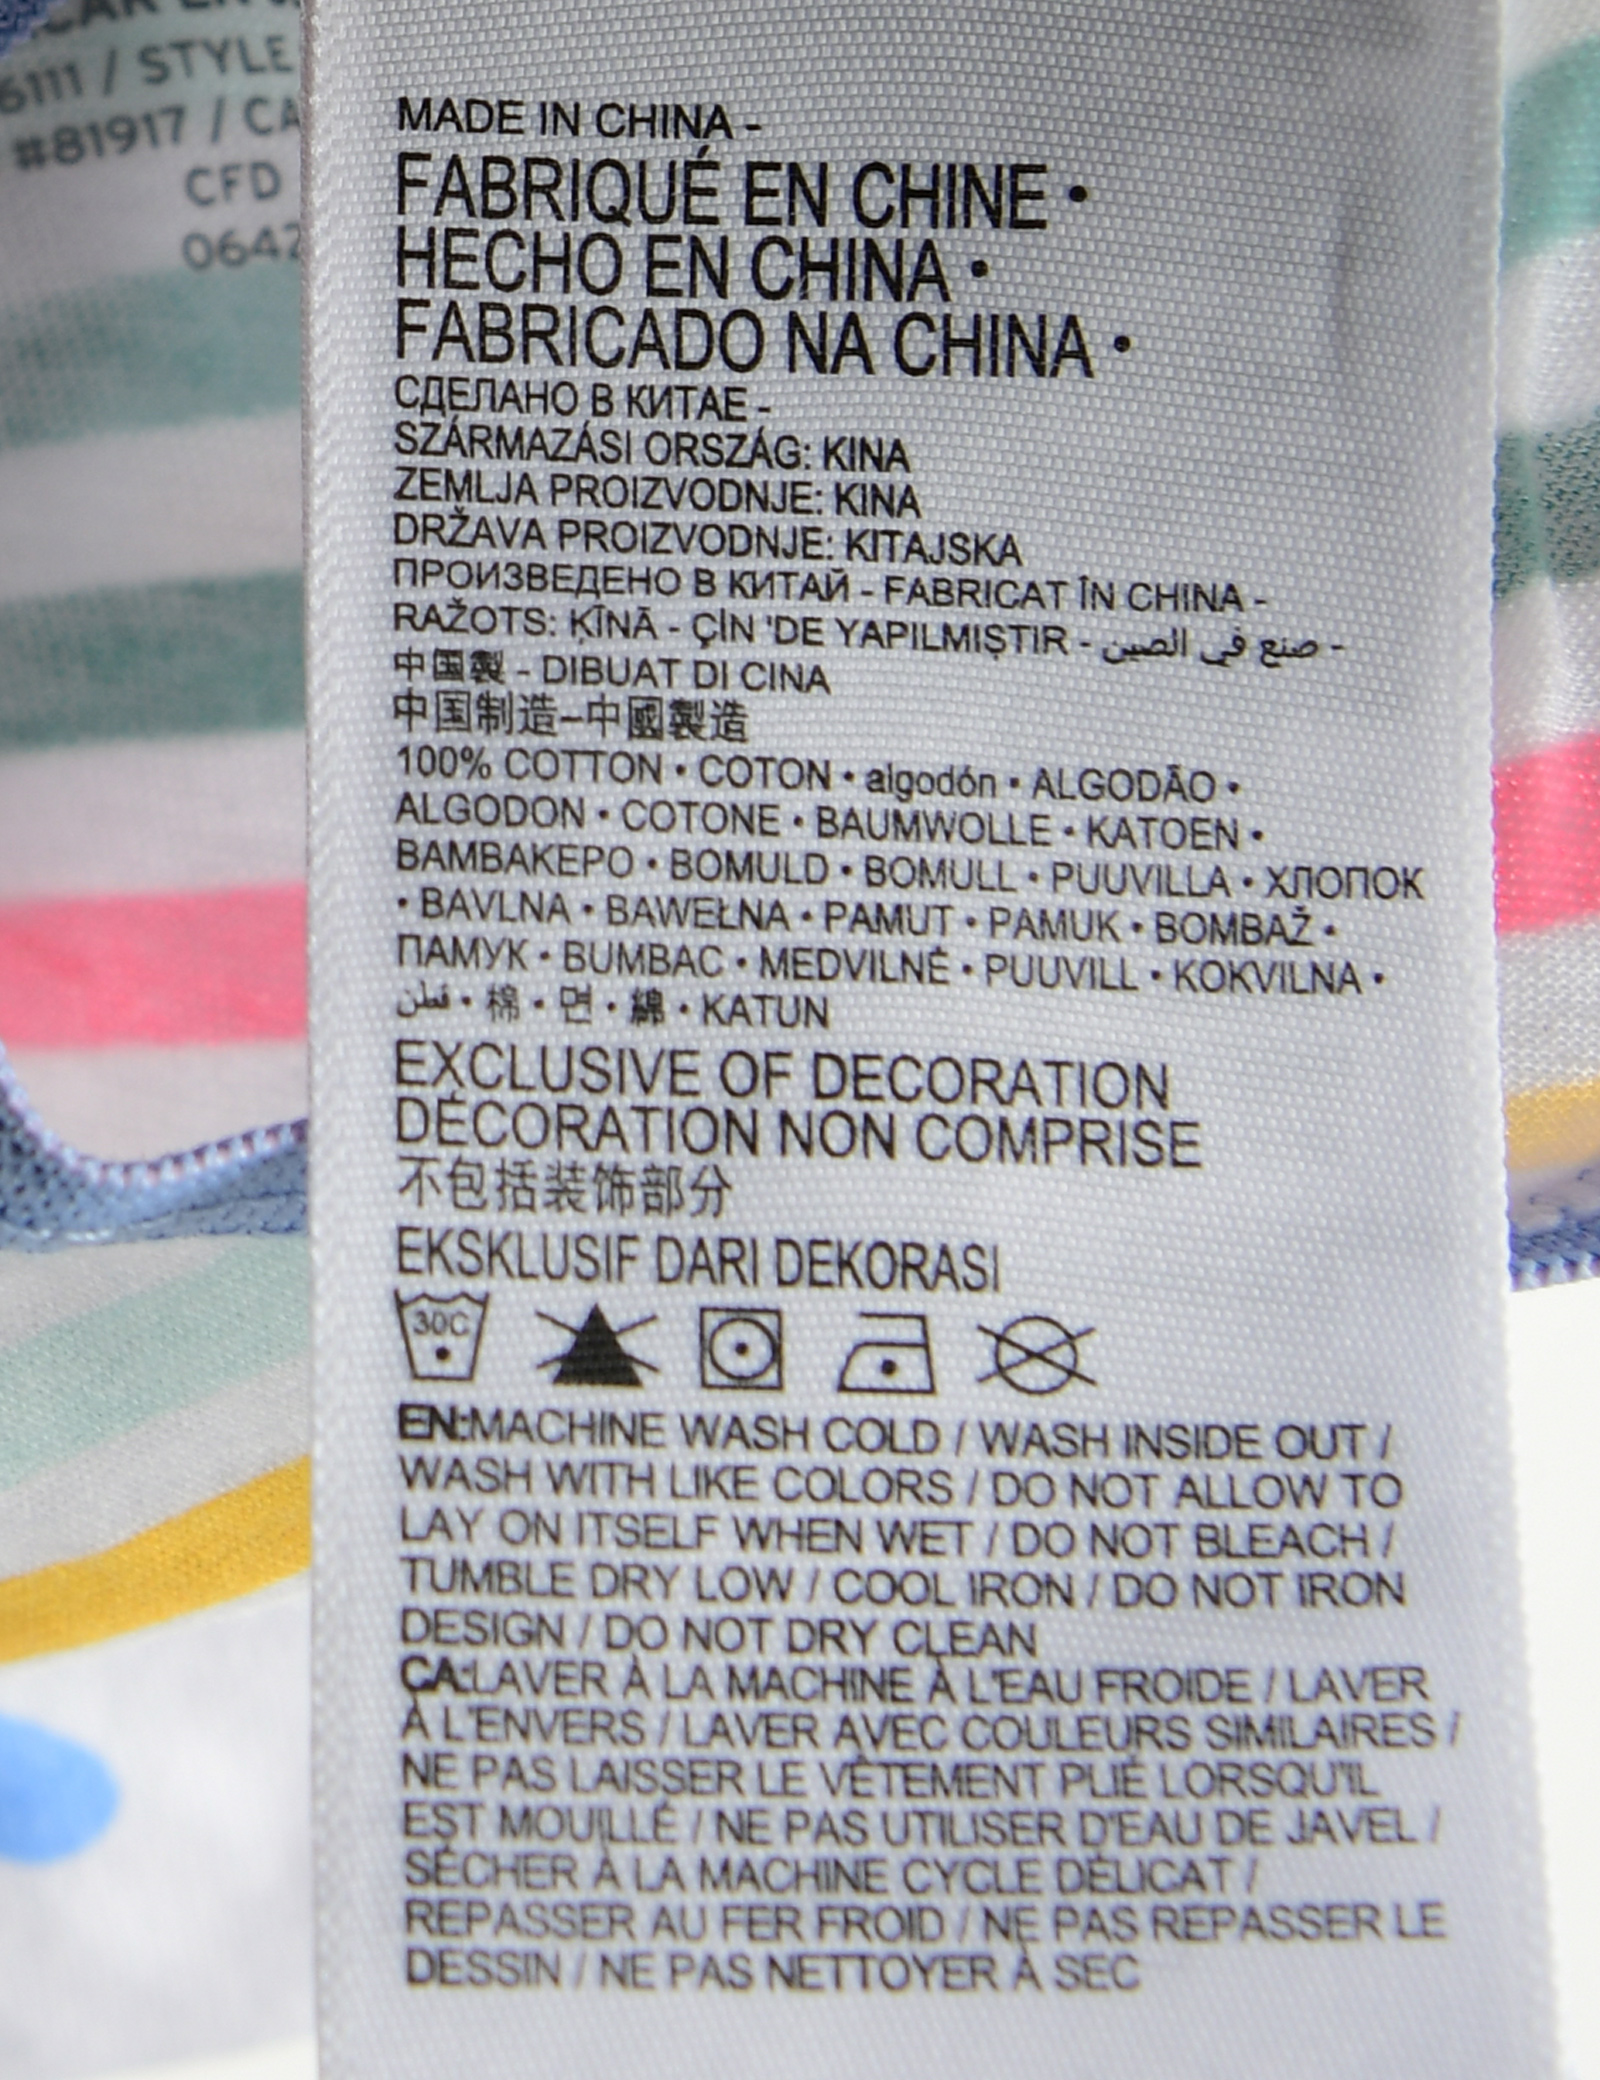 6111 / STYLE
#81917 / CA
CFD
0642
MADE IN CHINA -
FABRIQUÉ EN CHINE •
HECHO EN CHINA •
FABRICADO NA CHINA •
СДЕЛАНО В КИТАЕ -
SZÁRMAZÁSI ORSZÁG: KINA
ZEMLJA PROIZVODNJE: KINA
DRŽAVA PROIZVODNJE: KITAJSKA
ПРОИЗВЕДЕНО В КИТАЙ - FABRICAT ÎN CHINA -
RAŽOTS: ĶĪNĀ - ÇİN 'DE YAPILMIŞTIR - صنع في الصين -
中国製 - DIBUAT DI CINA
中国制造–中國製造
100% COTTON • COTON • algodón • ALGODÃO •
ALGODON • COTONE • BAUMWOLLE • KATOEN •
BAMBAKEPO • BOMULD • BOMULL • PUUVILLA • ХЛОПОК
• BAVLNA • BAWEŁNA • PAMUT • PAMUK • BOMBAŽ •
ПАМУК • BUMBAC • MEDVILNĖ • PUUVILL • KOKVILNA •
قطن • 棉 • 면 • 綿 • KATUN
EXCLUSIVE OF DECORATION
DÉCORATION NON COMPRISE
不包括装饰部分
EKSKLUSIF DARI DEKORASI
30C
EN:MACHINE WASH COLD / WASH INSIDE OUT /
WASH WITH LIKE COLORS / DO NOT ALLOW TO
LAY ON ITSELF WHEN WET / DO NOT BLEACH /
TUMBLE DRY LOW / COOL IRON / DO NOT IRON
DESIGN / DO NOT DRY CLEAN
CA:LAVER À LA MACHINE À L'EAU FROIDE / LAVER
À L'ENVERS / LAVER AVEC COULEURS SIMILAIRES /
NE PAS LAISSER LE VÊTEMENT PLIÉ LORSQU'IL
EST MOUILLÉ / NE PAS UTILISER D'EAU DE JAVEL /
SÉCHER À LA MACHINE CYCLE DÉLICAT /
REPASSER AU FER FROID / NE PAS REPASSER LE
DESSIN / NE PAS NETTOYER À SEC